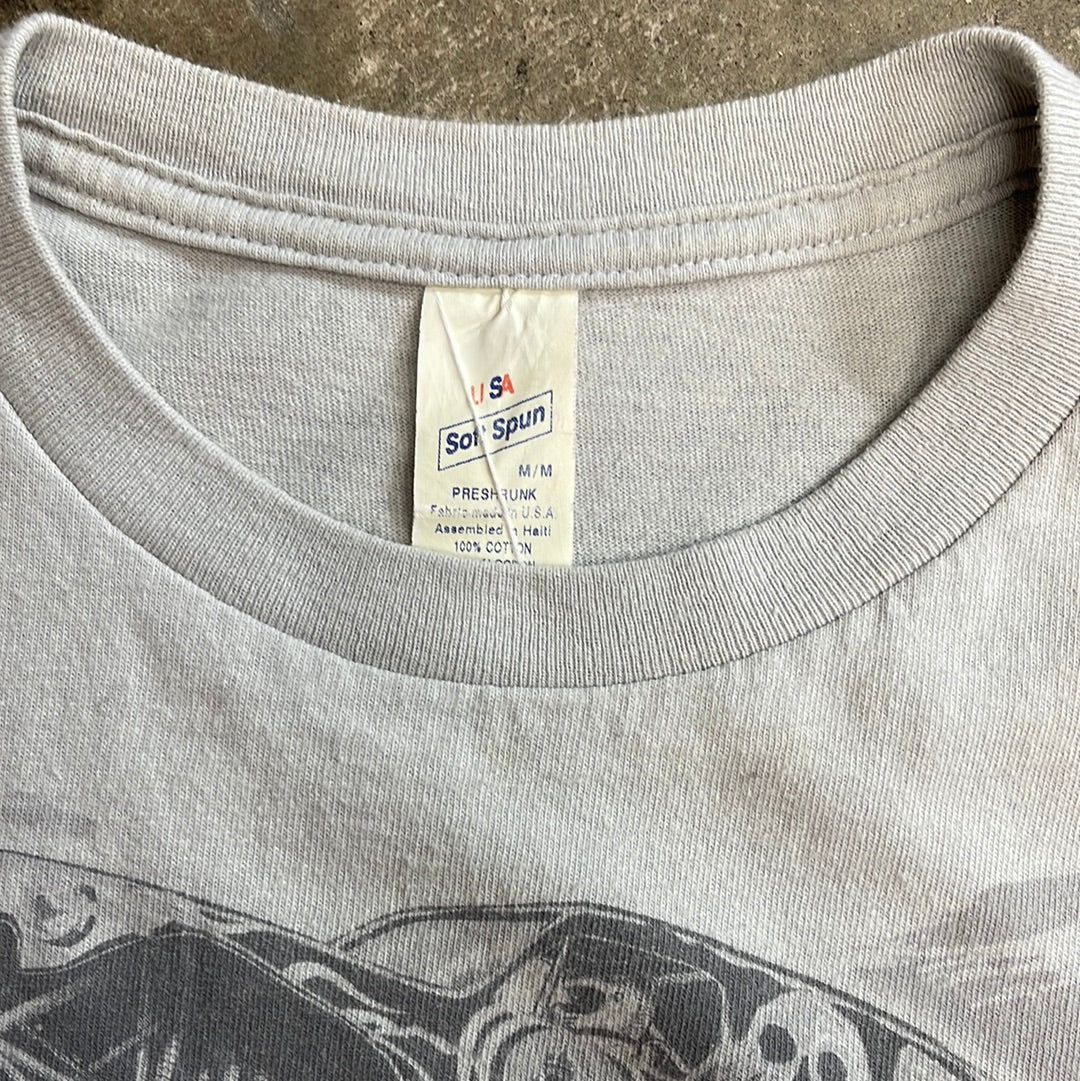 USA
Soft Spun
M/M
PRESHRUNK
Fabric made in U.S.A.
Assembled in Haiti
100% COTTON